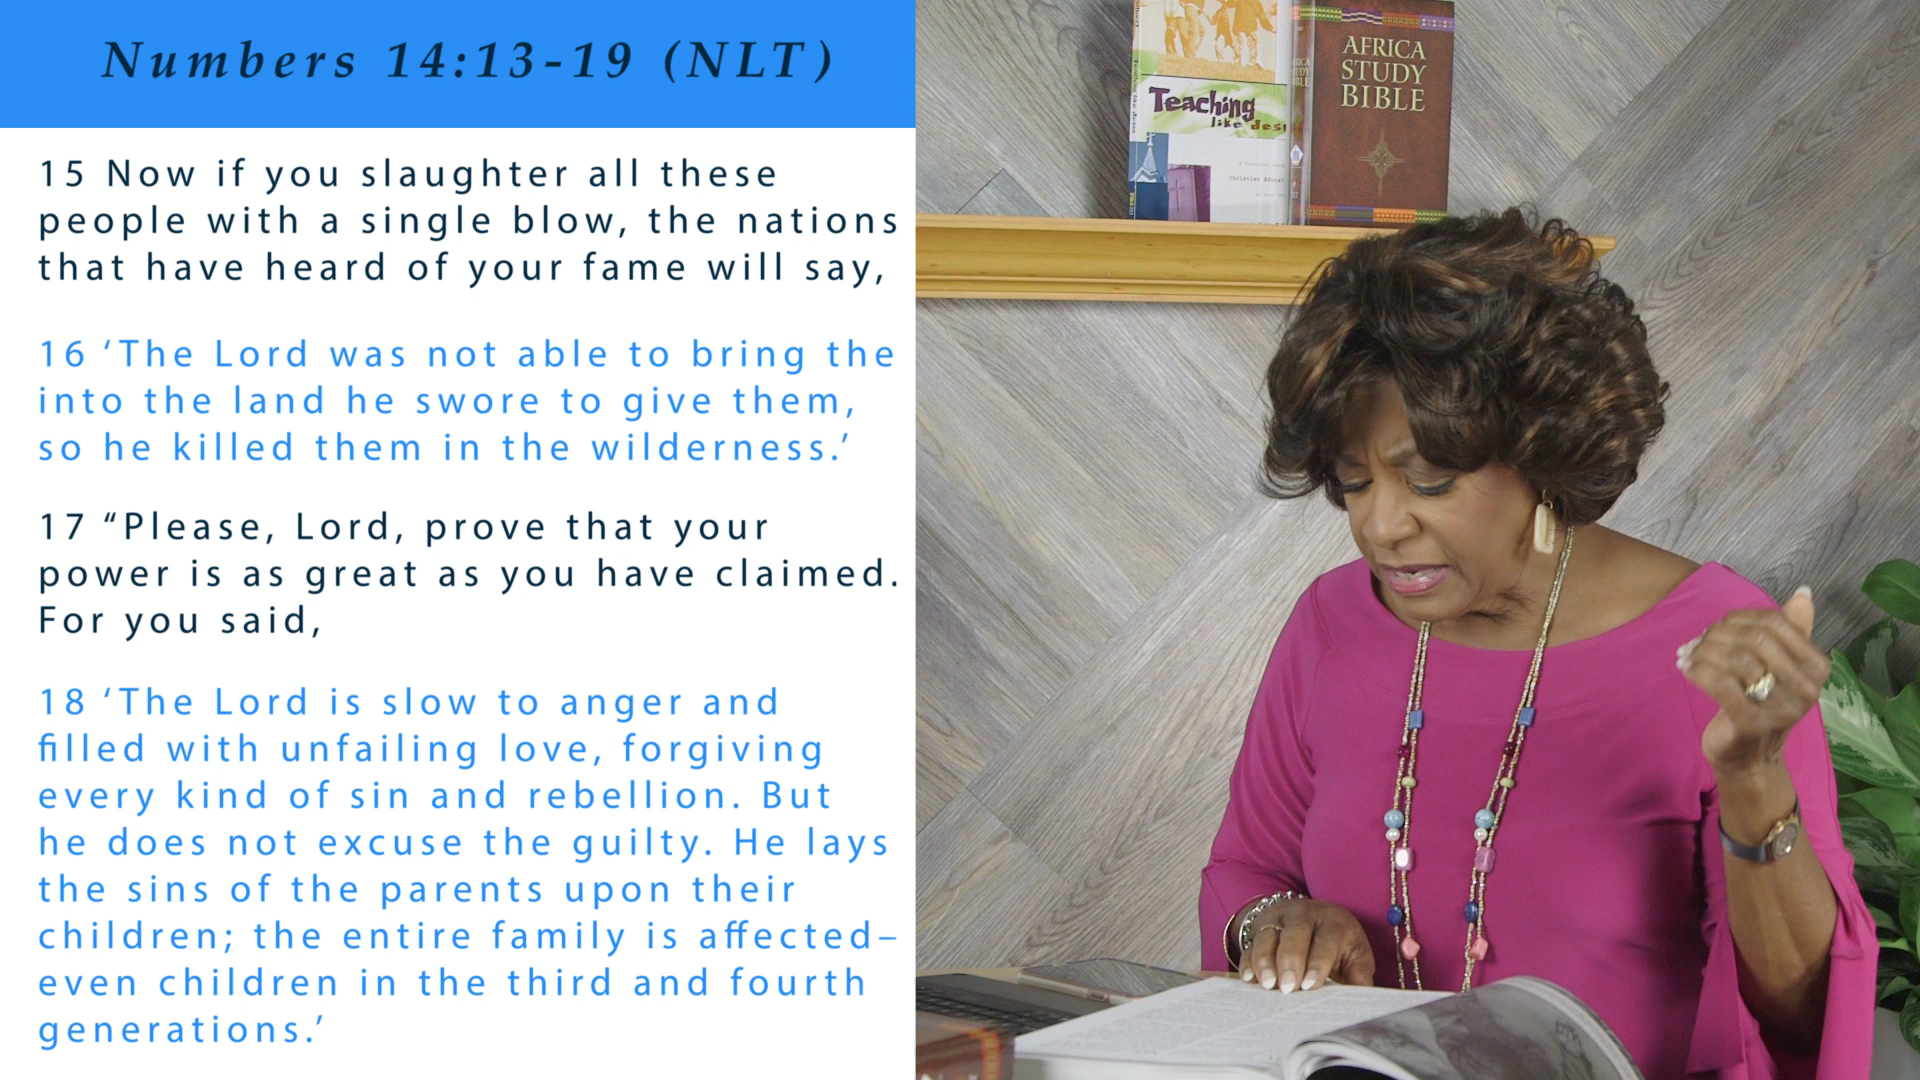 Numbers 14:13-19 (NLT)
15 Now if you slaughter all these
people with a single blow, the nations
that have heard of your fame will say,
16 ‘The Lord was not able to bring the
into the land he swore to give them,
so he killed them in the wilderness.’
17 “Please, Lord, prove that your
power is as great as you have claimed.
For you said,
18 ‘The Lord is slow to anger and
filled with unfailing love, forgiving
every kind of sin and rebellion. But
he does not excuse the guilty. He lays
the sins of the parents upon their
children; the entire family is affected–
even children in the third and fourth
generations.’
Teaching
like
AFRICA
STUDY
BIBLE